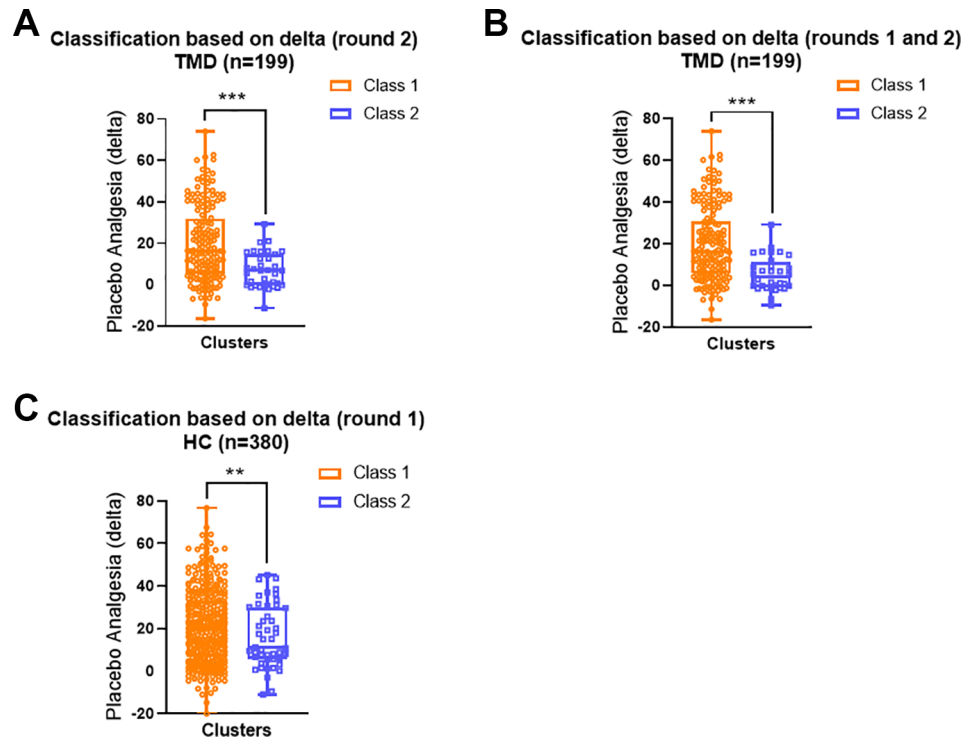 A
Classification based on delta (round 2)
TMD (n=199)
Class 1
Class 2
***
Placebo Analgesia (delta)
80
60
40
20
0
-20
Clusters
B
Classification based on delta (rounds 1 and 2)
TMD (n=199)
Class 1
Class 2
***
Placebo Analgesia (delta)
80
60
40
20
0
-20
Clusters
C
Classification based on delta (round 1)
HC (n=380)
Class 1
Class 2
**
Placebo Analgesia (delta)
80
60
40
20
0
-20
Clusters